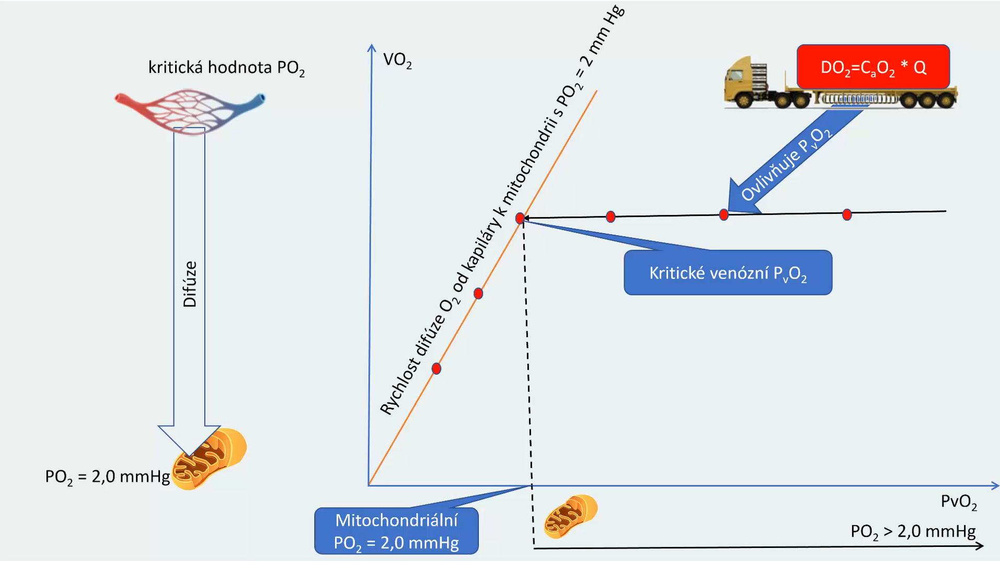 kritická hodnota PO₂
Difúze
PO₂ = 2,0 mmHg
VO₂
Rychlost difúze O₂ od kapiláry k mitochondrii s PO₂ = 2 mm Hg
DO₂=CₐO₂ * Q
Ovlivňuje PᵥO₂
Kritické venózní PᵥO₂
PvO₂
Mitochondriální
PO₂ = 2,0 mmHg
PO₂ > 2,0 mmHg